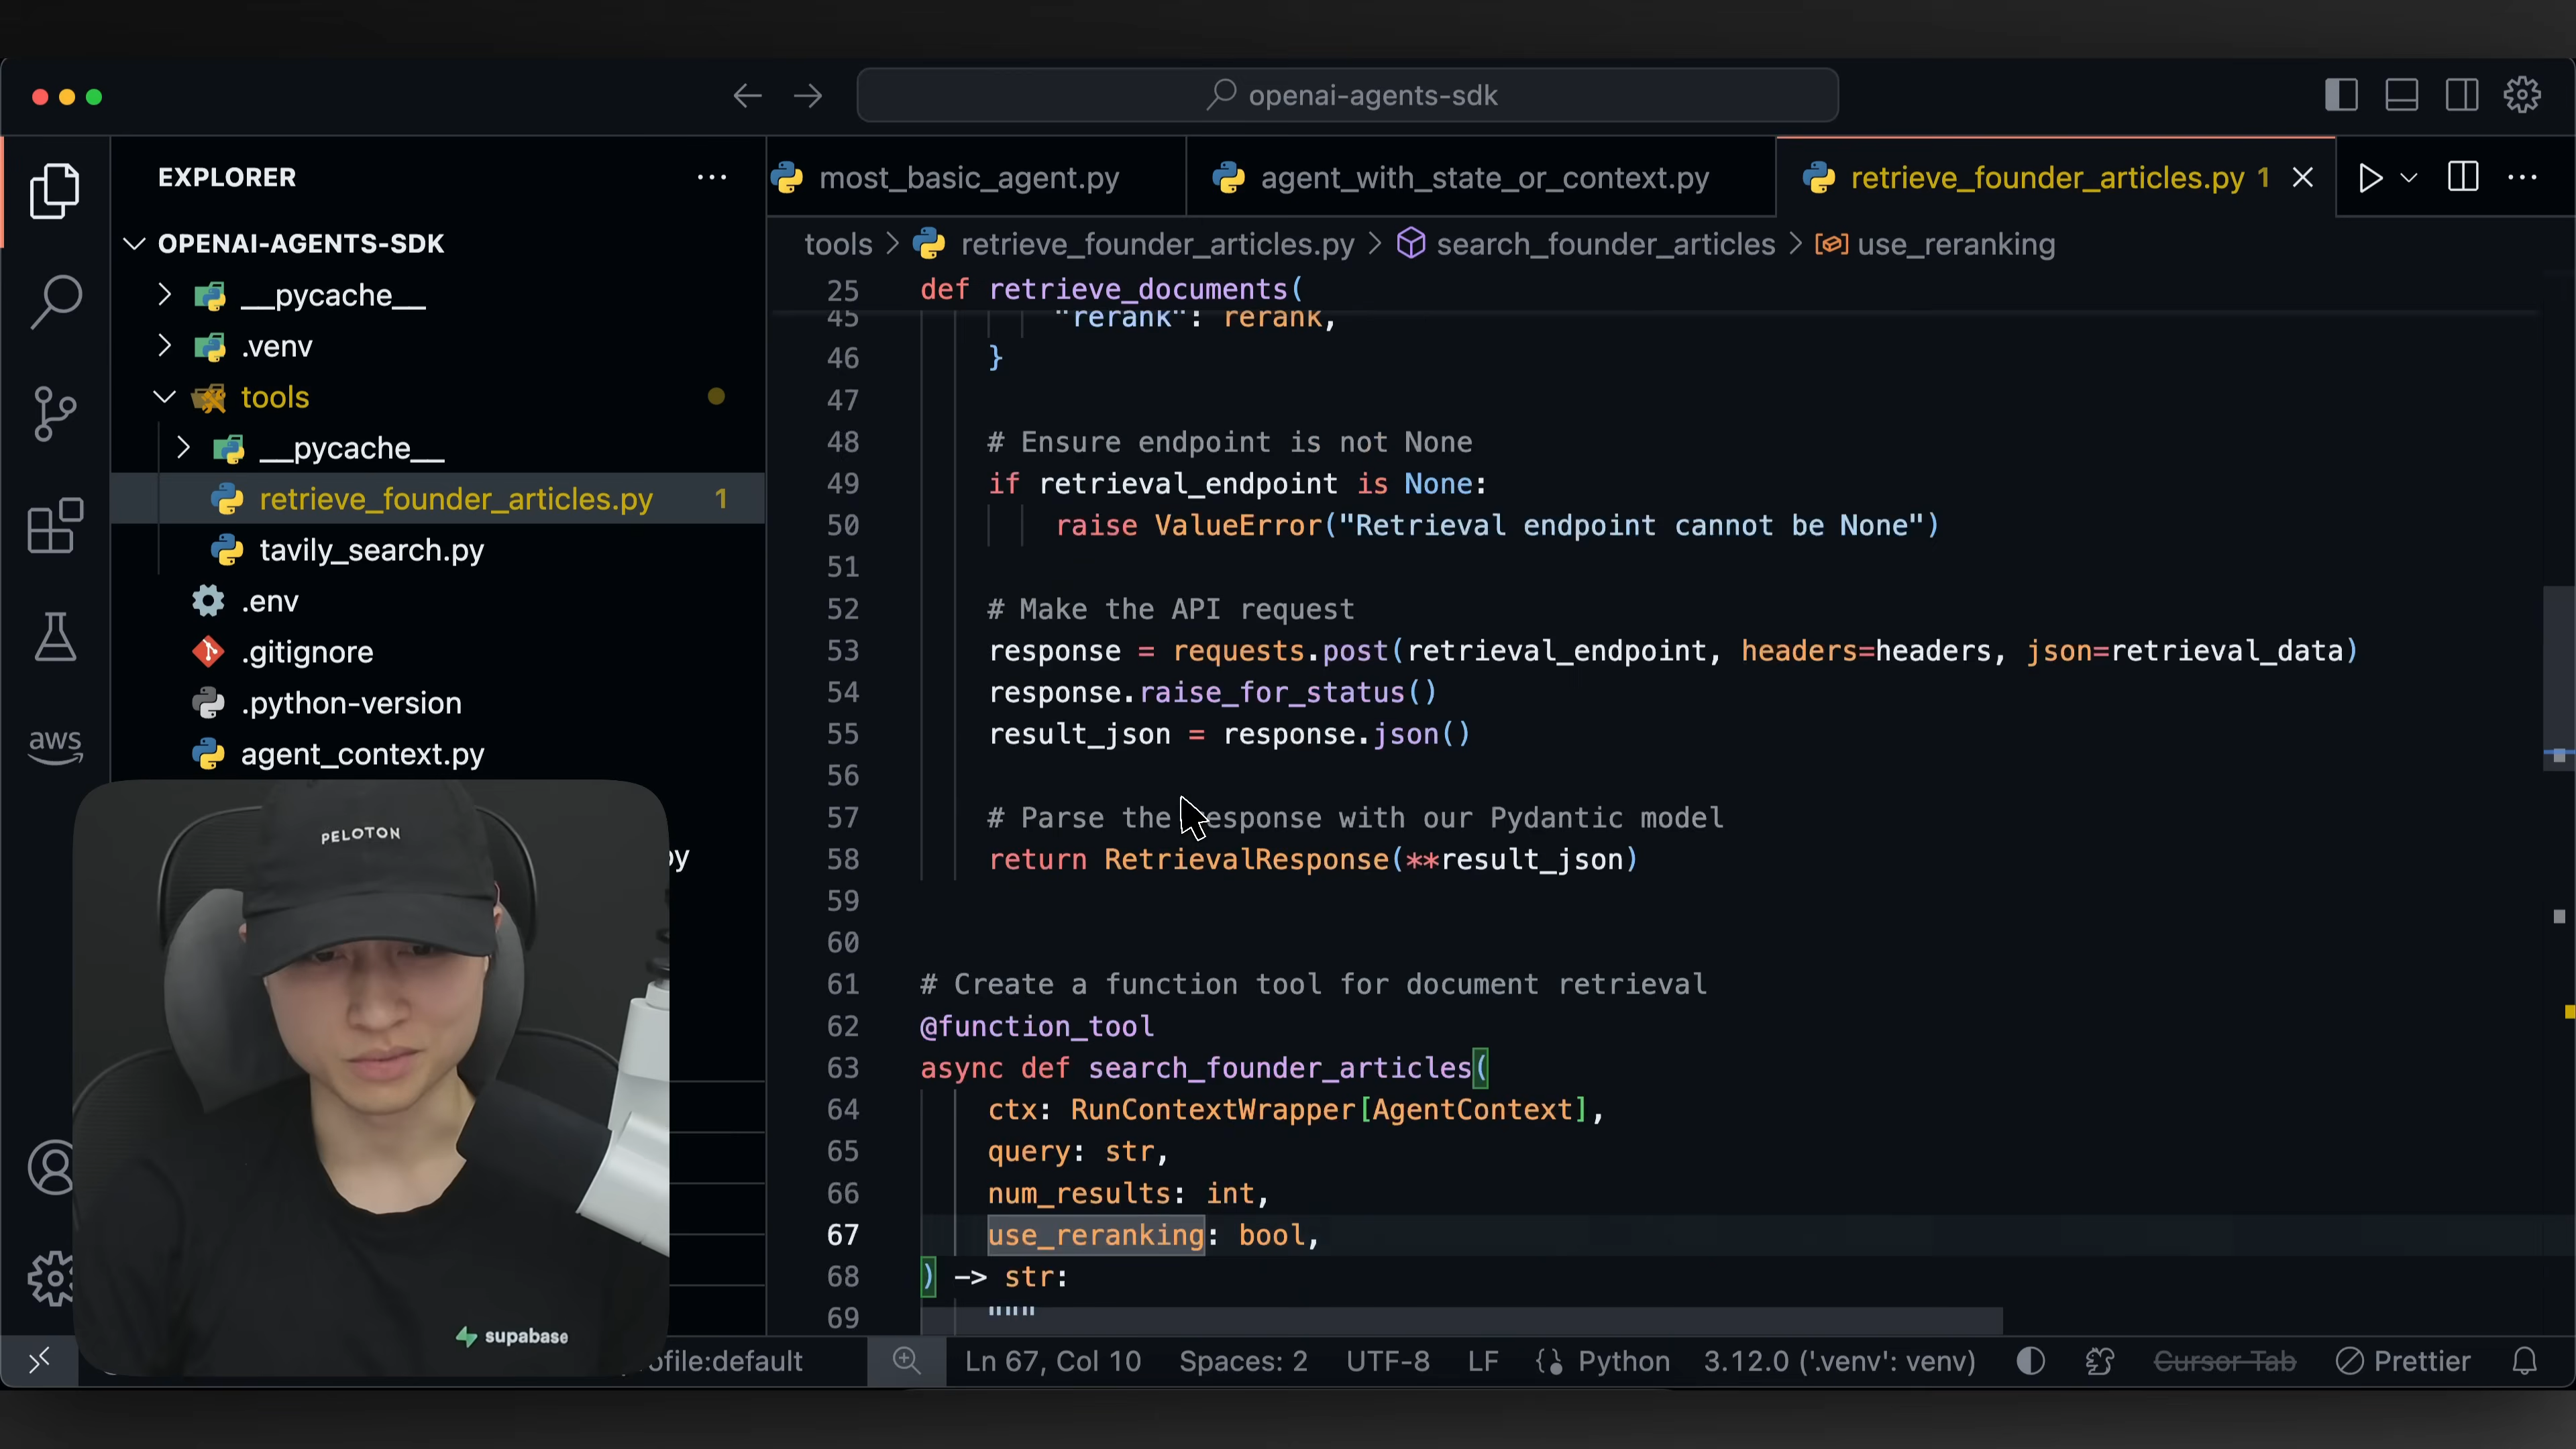 openai-agents-sdk
EXPLORER
most_basic_agent.py
agent_with_state_or_context.py
retrieve_founder_articles.py 1
OPENAI-AGENTS-SDK
__pycache__
.venv
tools
__pycache__
retrieve_founder_articles.py 1
tavily_search.py
.env
.gitignore
.python-version
agent_context.py
py
aws
PELOTON
supabase
tools > retrieve_founder_articles.py > search_founder_articles > use_reranking
25 def retrieve_documents(
45 "rerank": rerank,
46 }
47
48 # Ensure endpoint is not None
49 if retrieval_endpoint is None:
50 raise ValueError("Retrieval endpoint cannot be None")
51
52 # Make the API request
53 response = requests.post(retrieval_endpoint, headers=headers, json=retrieval_data)
54 response.raise_for_status()
55 result_json = response.json()
56
57 # Parse the response with our Pydantic model
58 return RetrievalResponse(**result_json)
59
60
61 # Create a function tool for document retrieval
62 @function_tool
63 async def search_founder_articles(
64 ctx: RunContextWrapper[AgentContext],
65 query: str,
66 num_results: int,
67 use_reranking: bool,
68 ) -> str:
69 """
ofile:default
Ln 67, Col 10
Spaces: 2
UTF-8
LF
Python
3.12.0 ('.venv': venv)
Cursor Tab
Prettier